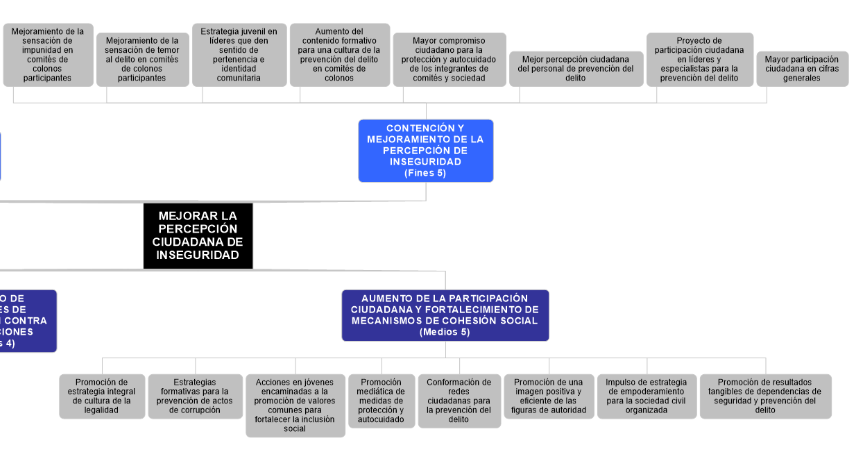 Mejoramiento de la
sensación de
impunidad en
comités de
colonos
participantes
Mejoramiento de la
sensación de temor
al delito en comitès
de colonos
participantes
Estrategia juvenil en
líderes que den
sentido de
pertenencia e
identidad
comunitaria
Aumento del
contenido formativo
para una cultura de la
prevención del delito
en comitès de
colonos
Mayor compromiso
ciudadano para la
protección y autocuidado
de los integrantes de
comités y sociedad
Mejor percepción ciudadana
del personal de prevención del
delito
Proyecto de
participación ciudadana
en líderes y
especialistas para la
prevención del delito
Mayor participación
ciudadana en cifras
generales
CONTENCIÓN Y
MEJORAMIENTO DE LA
PERCEPCIÓN DE
INSEGURIDAD
(Fines 5)
MEJORAR LA
PERCEPCIÓN
CIUDADANA DE
INSEGURIDAD
O DE
ES DE
N CONTRA
CIONES
s 4)
AUMENTO DE LA PARTICIPACIÓN
CIUDADANA Y FORTALECIMIENTO DE
MECANISMOS DE COHESIÓN SOCIAL
(Medios 5)
Promoción de
estrategia integral
de cultura de la
legalidad
Estrategias
formativas para la
prevención de actos
de corrupción
Acciones en jóvenes
encaminadas a la
promoción de valores
comunes para
fortalecer la inclusión
social
Promoción
mediática de
medidas de
protección y
autocuidado
Conformación de
redes
ciudadanas para
la prevención del
delito
Promoción de una
imagen positiva y
eficiente de las
figuras de autoridad
Impulso de estrategia
de empoderamiento
para la sociedad civil
organizada
Promoción de resultados
tangibles de dependencias de
seguridad y prevención del
delito